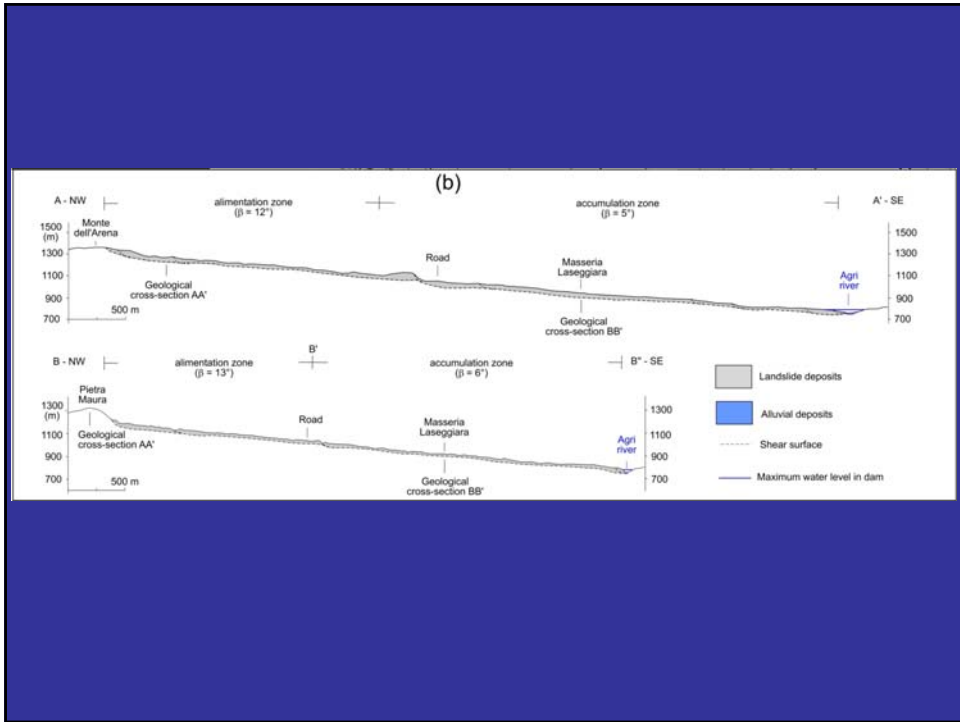 (b)
A - NW
alimentation zone
(β = 12°)
accumulation zone
(β = 5°)
A' - SE
1500
(m)
1300
1100
900
700
Monte
dell'Arena
Geological
cross-section AA'
500 m
Road
Masseria
Laseggiara
Geological
cross-section BB'
Agri
river
1500
1300
1100
900
700
B - NW
alimentation zone
(β = 13°)
B'
accumulation zone
(β = 6°)
B" - SE
1300
(m)
1100
900
700
Pietra
Maura
Geological
cross-section AA'
500 m
Road
Masseria
Laseggiara
Geological
cross-section BB'
Agri
river
1300
1100
900
700
Landslide deposits
Alluvial deposits
Shear surface
Maximum water level in dam